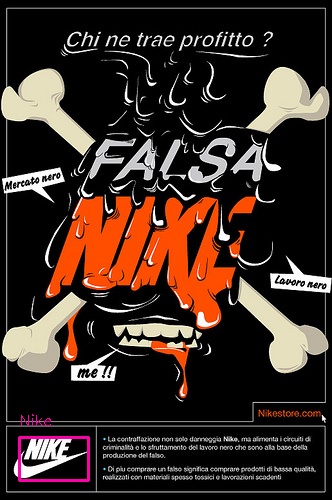 Chi ne trae profitto ?
FALSA
Mercato nero
NIKE
Lavoro nero
me !!
Nikestore.com
Nike
NIKE
• La contraffazione non solo danneggia Nike, ma alimenta i circuiti di
criminalità e lo sfruttamento del lavoro nero che sono alla base della
produzione del falso.
• Di piu comprare un falso significa comprare prodotti di bassa qualità,
realizzati con materiali spesso tossici e lavorazioni scadenti